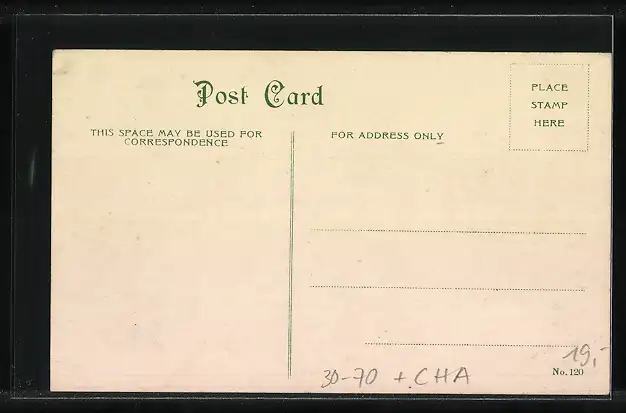 Post Card
PLACE
STAMP
HERE
THIS SPACE MAY BE USED FOR
CORRESPONDENCE
FOR ADDRESS ONLY
19,-
No. 120
30-70 + CHA